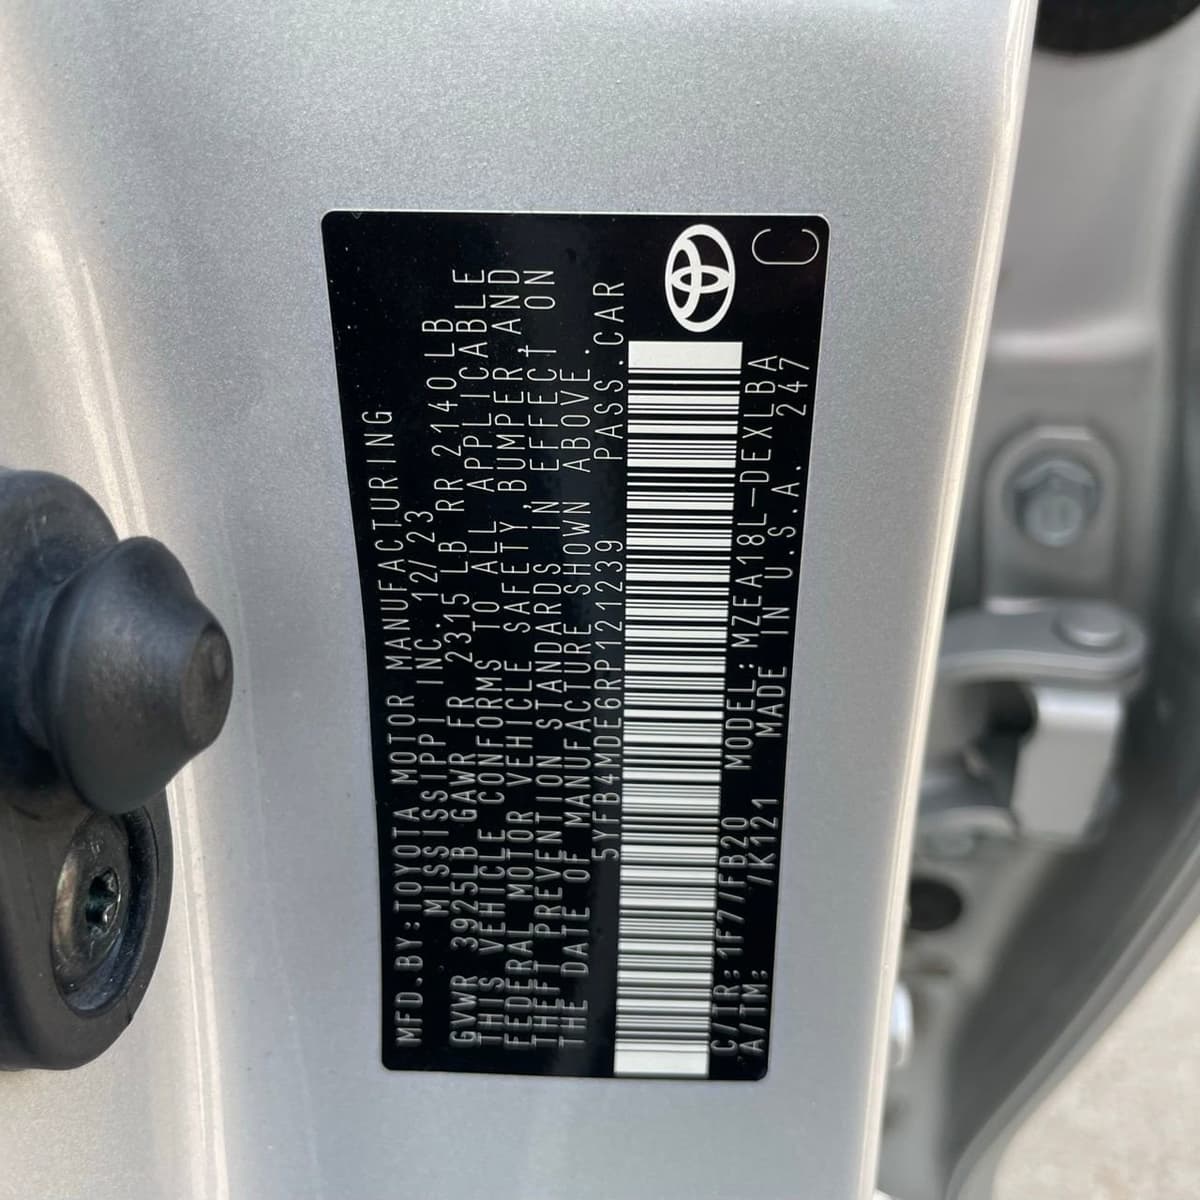 MFD.BY:TOYOTA MOTOR MANUFACTURING
MISSISSIPPI INC. 12/23
GVWR 3925LB GAWR FR 2315 LB RR 2140 LB
THIS VEHICLE CONFORMS TO ALL APPLICABLE
FEDERAL MOTOR VEHICLE SAFETY, BUMPER, AND
THEFT PREVENTION STANDARDS IN EFFECT ON
THE DATE OF MANUFACTURE SHOWN ABOVE.
5YFB4MDE6RP121239 PASS.CAR
C/TR: 1F7/FB20 MODEL: MZEA18L-DEXLBA
A/TM: /K121 MADE IN U.S.A. 247
C